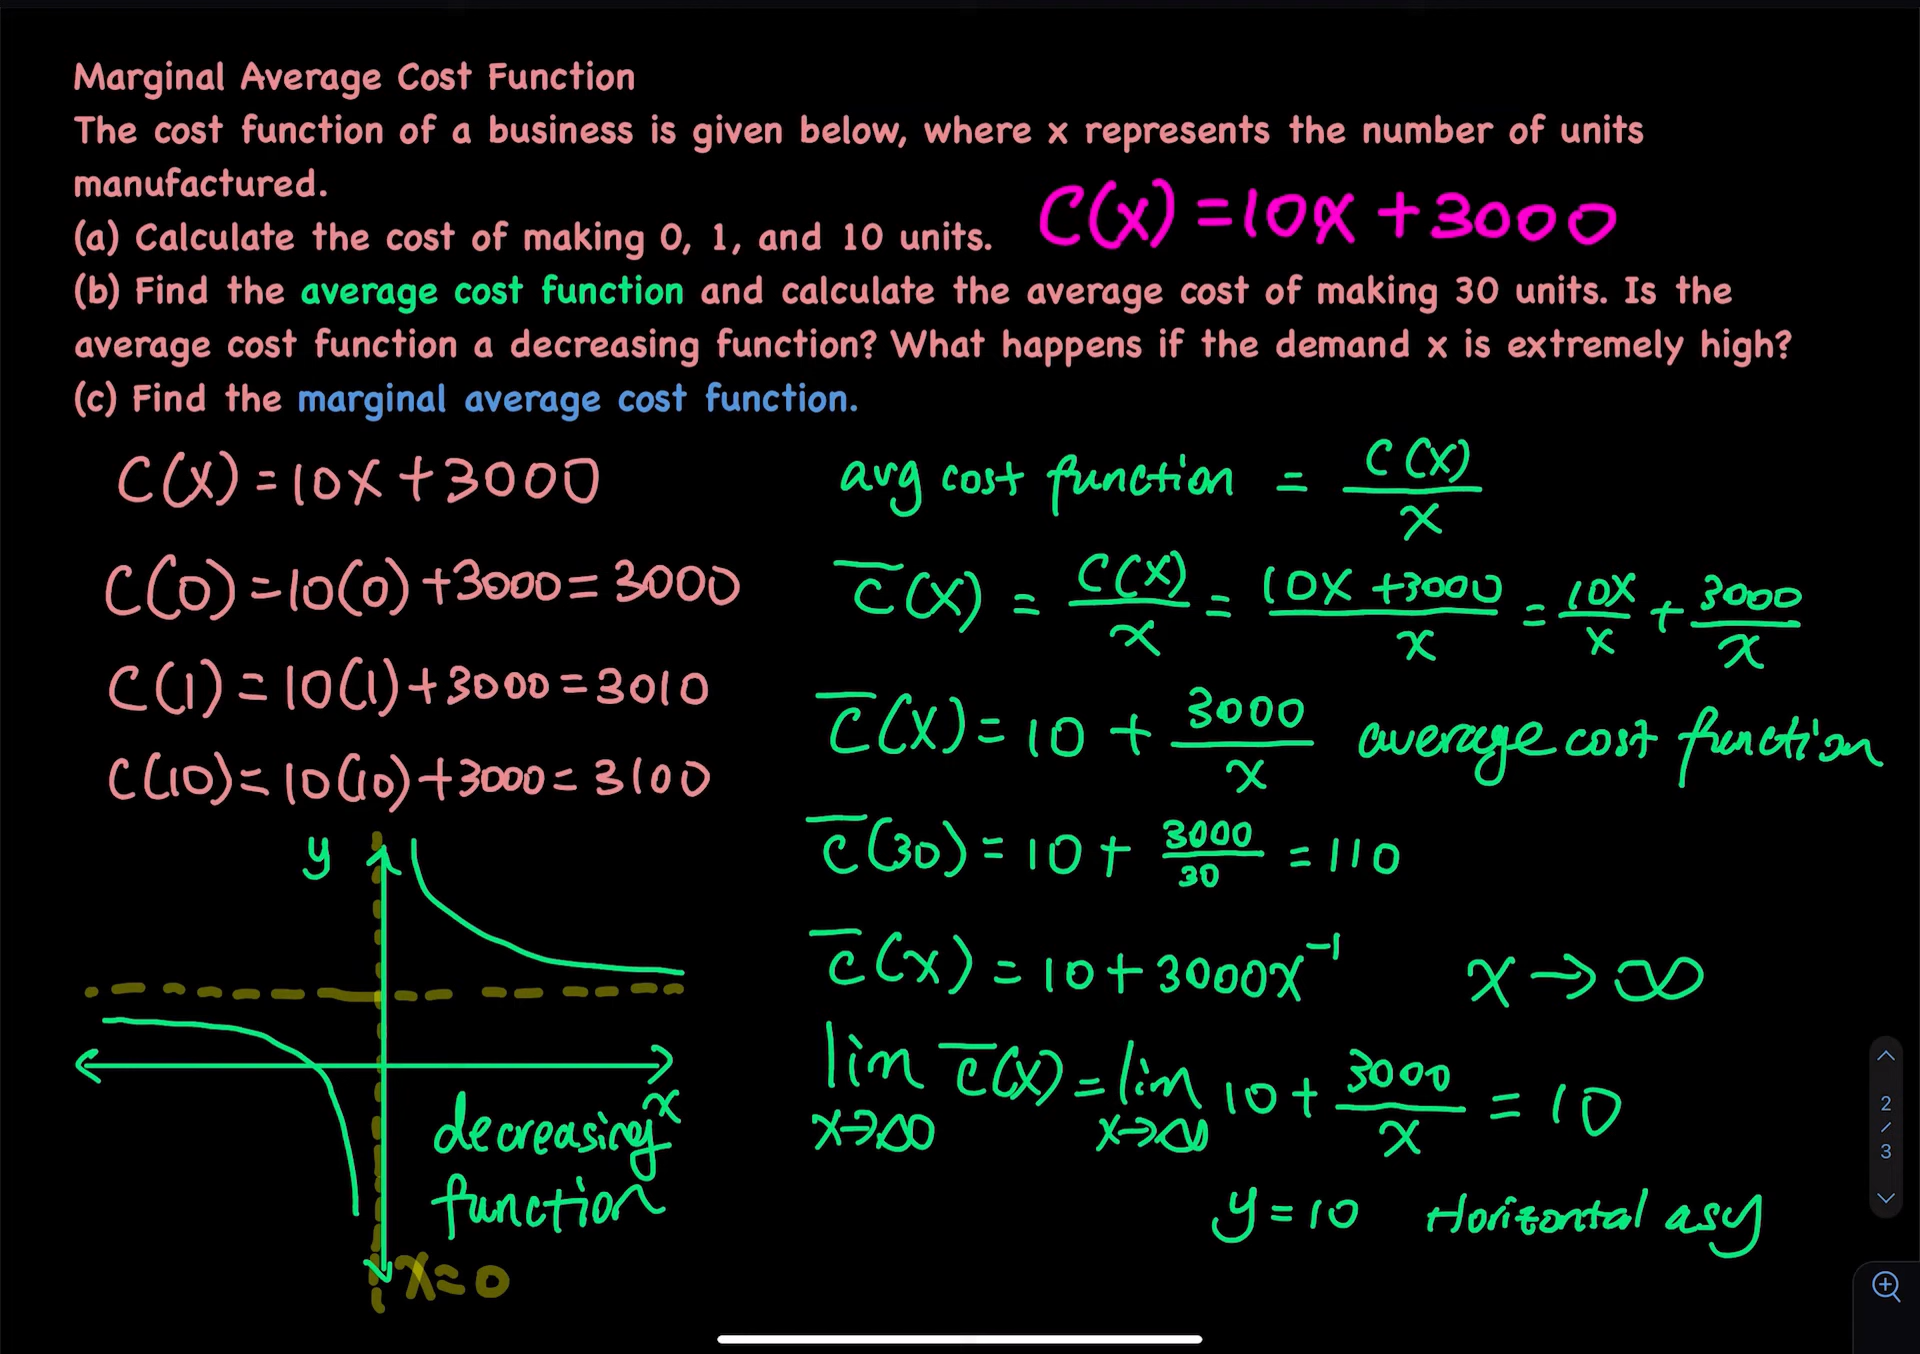 Marginal Average Cost Function
The cost function of a business is given below, where x represents the number of units
manufactured.
C(x) = 10x + 3000
(a) Calculate the cost of making 0, 1, and 10 units.
(b) Find the average cost function and calculate the average cost of making 30 units. Is the
average cost function a decreasing function? What happens if the demand x is extremely high?
(c) Find the marginal average cost function.
C(x) = 10x + 3000
C(0) = 10(0) + 3000 = 3000
C(1) = 10(1) + 3000 = 3010
C(10) = 10(10) + 3000 = 3100
y
x
decreasing
function
x = 0
avg cost function = C(x)/x
C̅(x) = C(x)/x = (10x + 3000)/x = 10x/x + 3000/x
C̅(x) = 10 + 3000/x average cost function
C̅(30) = 10 + 3000/30 = 110
C̅(x) = 10 + 3000x⁻¹ x → ∞
lim x→∞ C̅(x) = lim x→∞ 10 + 3000/x = 10
y = 10 Horizontal asy
2
/
3